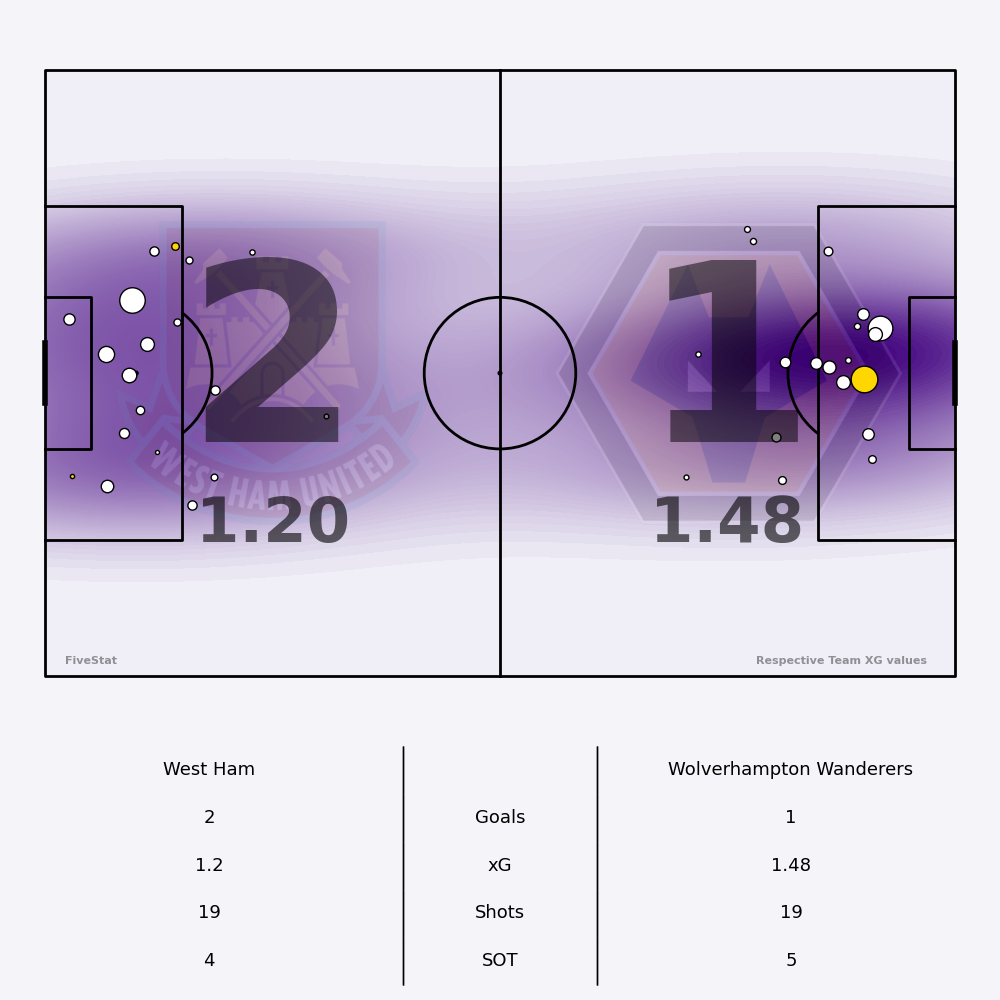 2
1
WEST HAM UNITED
1.20
1.48
FiveStat
Respective Team XG values
West Ham
Wolverhampton Wanderers
2
Goals
1
1.2
xG
1.48
19
Shots
19
4
SOT
5